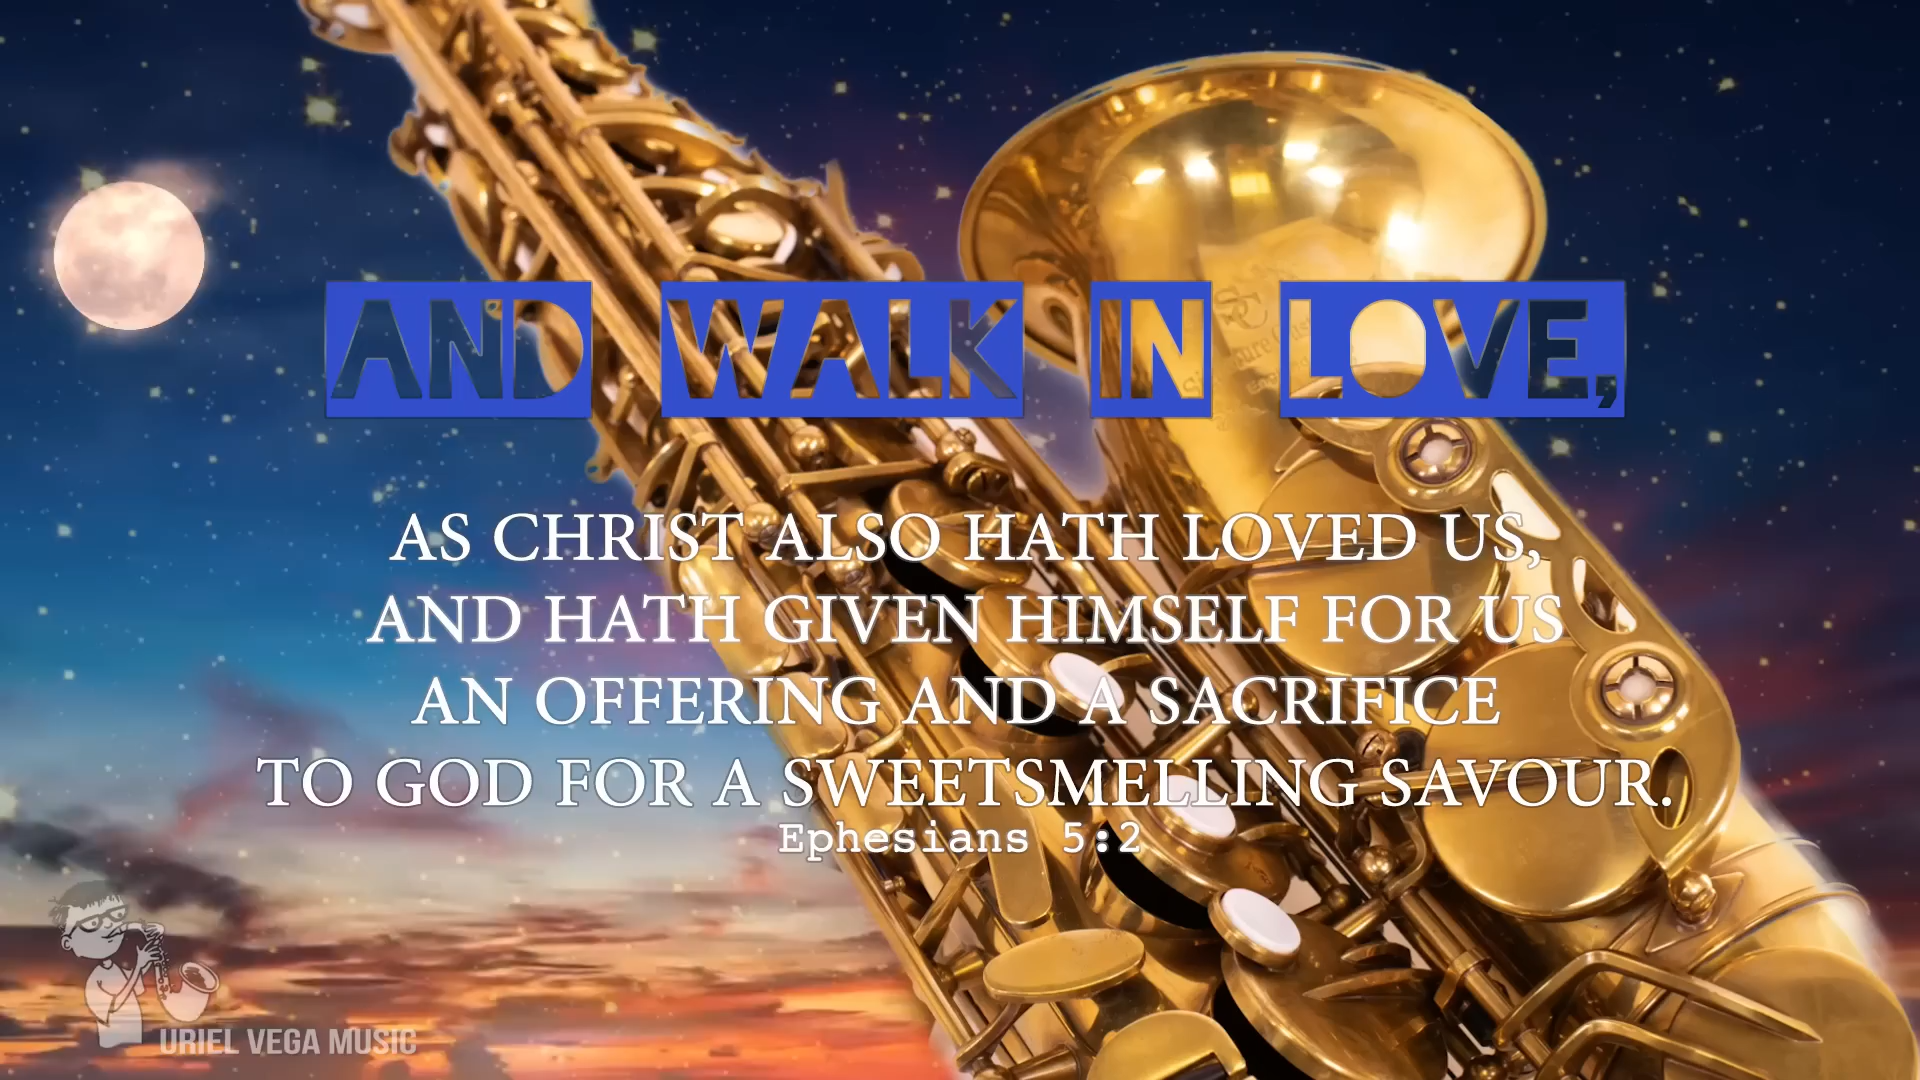 AND WALK IN LOVE,
AS CHRIST ALSO HATH LOVED US,
AND HATH GIVEN HIMSELF FOR US
AN OFFERING AND A SACRIFICE
TO GOD FOR A SWEETSMELLING SAVOUR.
Ephesians 5:2
URIEL VEGA MUSIC